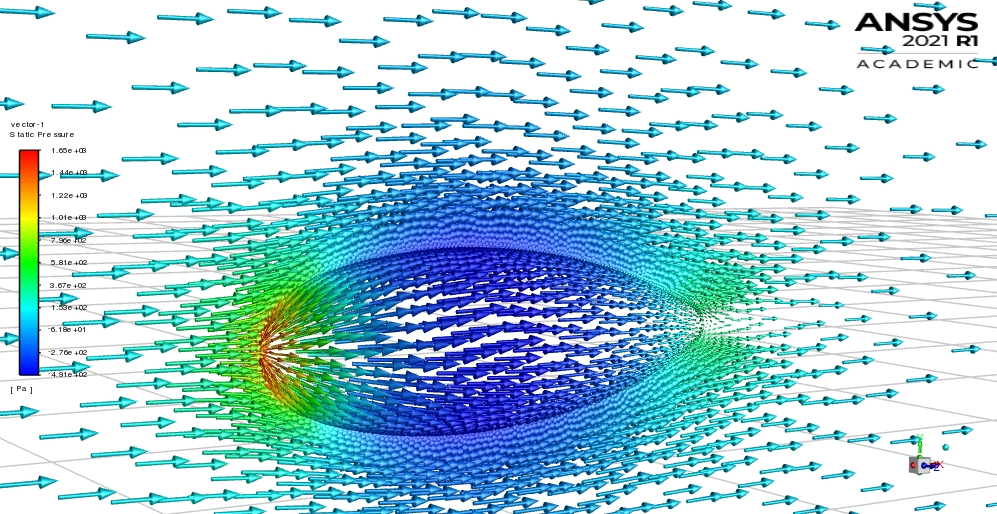 ANSYS
2021 R1
ACADEMIC
vector-1
Static Pressure
1.65e +03
1.44e +03
1.22e +03
1.01e +03
7.96e +02
5.81e +02
3.67e +02
1.53e +02
-6.18e +01
-2.76e +02
-4.91e +02
[ Pa ]
Y
X
Z